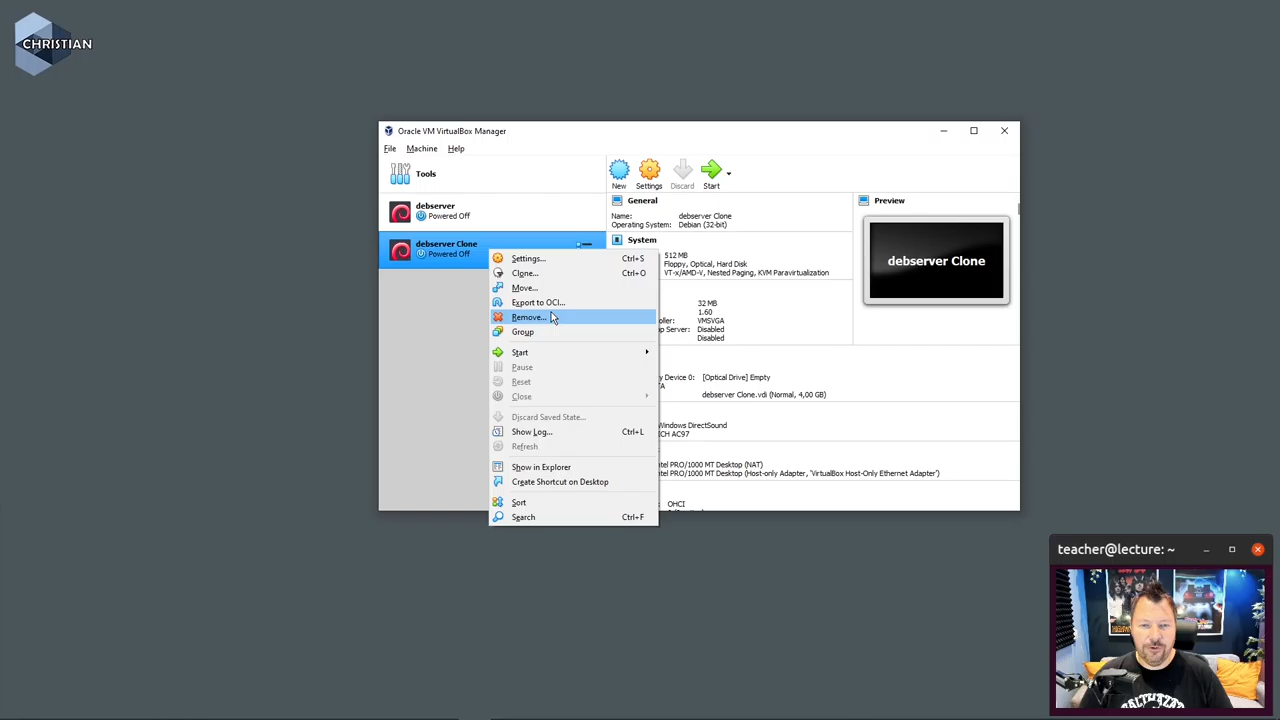 CHRISTIAN
Oracle VM VirtualBox Manager
File Machine Help
Tools
New Settings Discard Start
debserver
Powered Off
debserver Clone
Powered Off
General
Name: debserver Clone
Operating System: Debian (32-bit)
System
512 MB
Floppy, Optical, Hard Disk
VT-x/AMD-V, Nested Paging, KVM Paravirtualization
32 MB
1.60
ller: VMSVGA
p Server: Disabled
Disabled
y Device 0: [Optical Drive] Empty
TA
debserver Clone.vdi (Normal, 4,00 GB)
Windows DirectSound
ICH AC97
ntel PRO/1000 MT Desktop (NAT)
ntel PRO/1000 MT Desktop (Host-only Adapter, 'VirtualBox Host-Only Ethernet Adapter')
OHCI
Preview
debserver Clone
Settings... Ctrl+S
Clone... Ctrl+O
Move...
Export to OCI...
Remove...
Group
Start
Pause
Reset
Close
Discard Saved State...
Show Log... Ctrl+L
Refresh
Show in Explorer
Create Shortcut on Desktop
Sort
Search Ctrl+F
teacher@lecture: ~